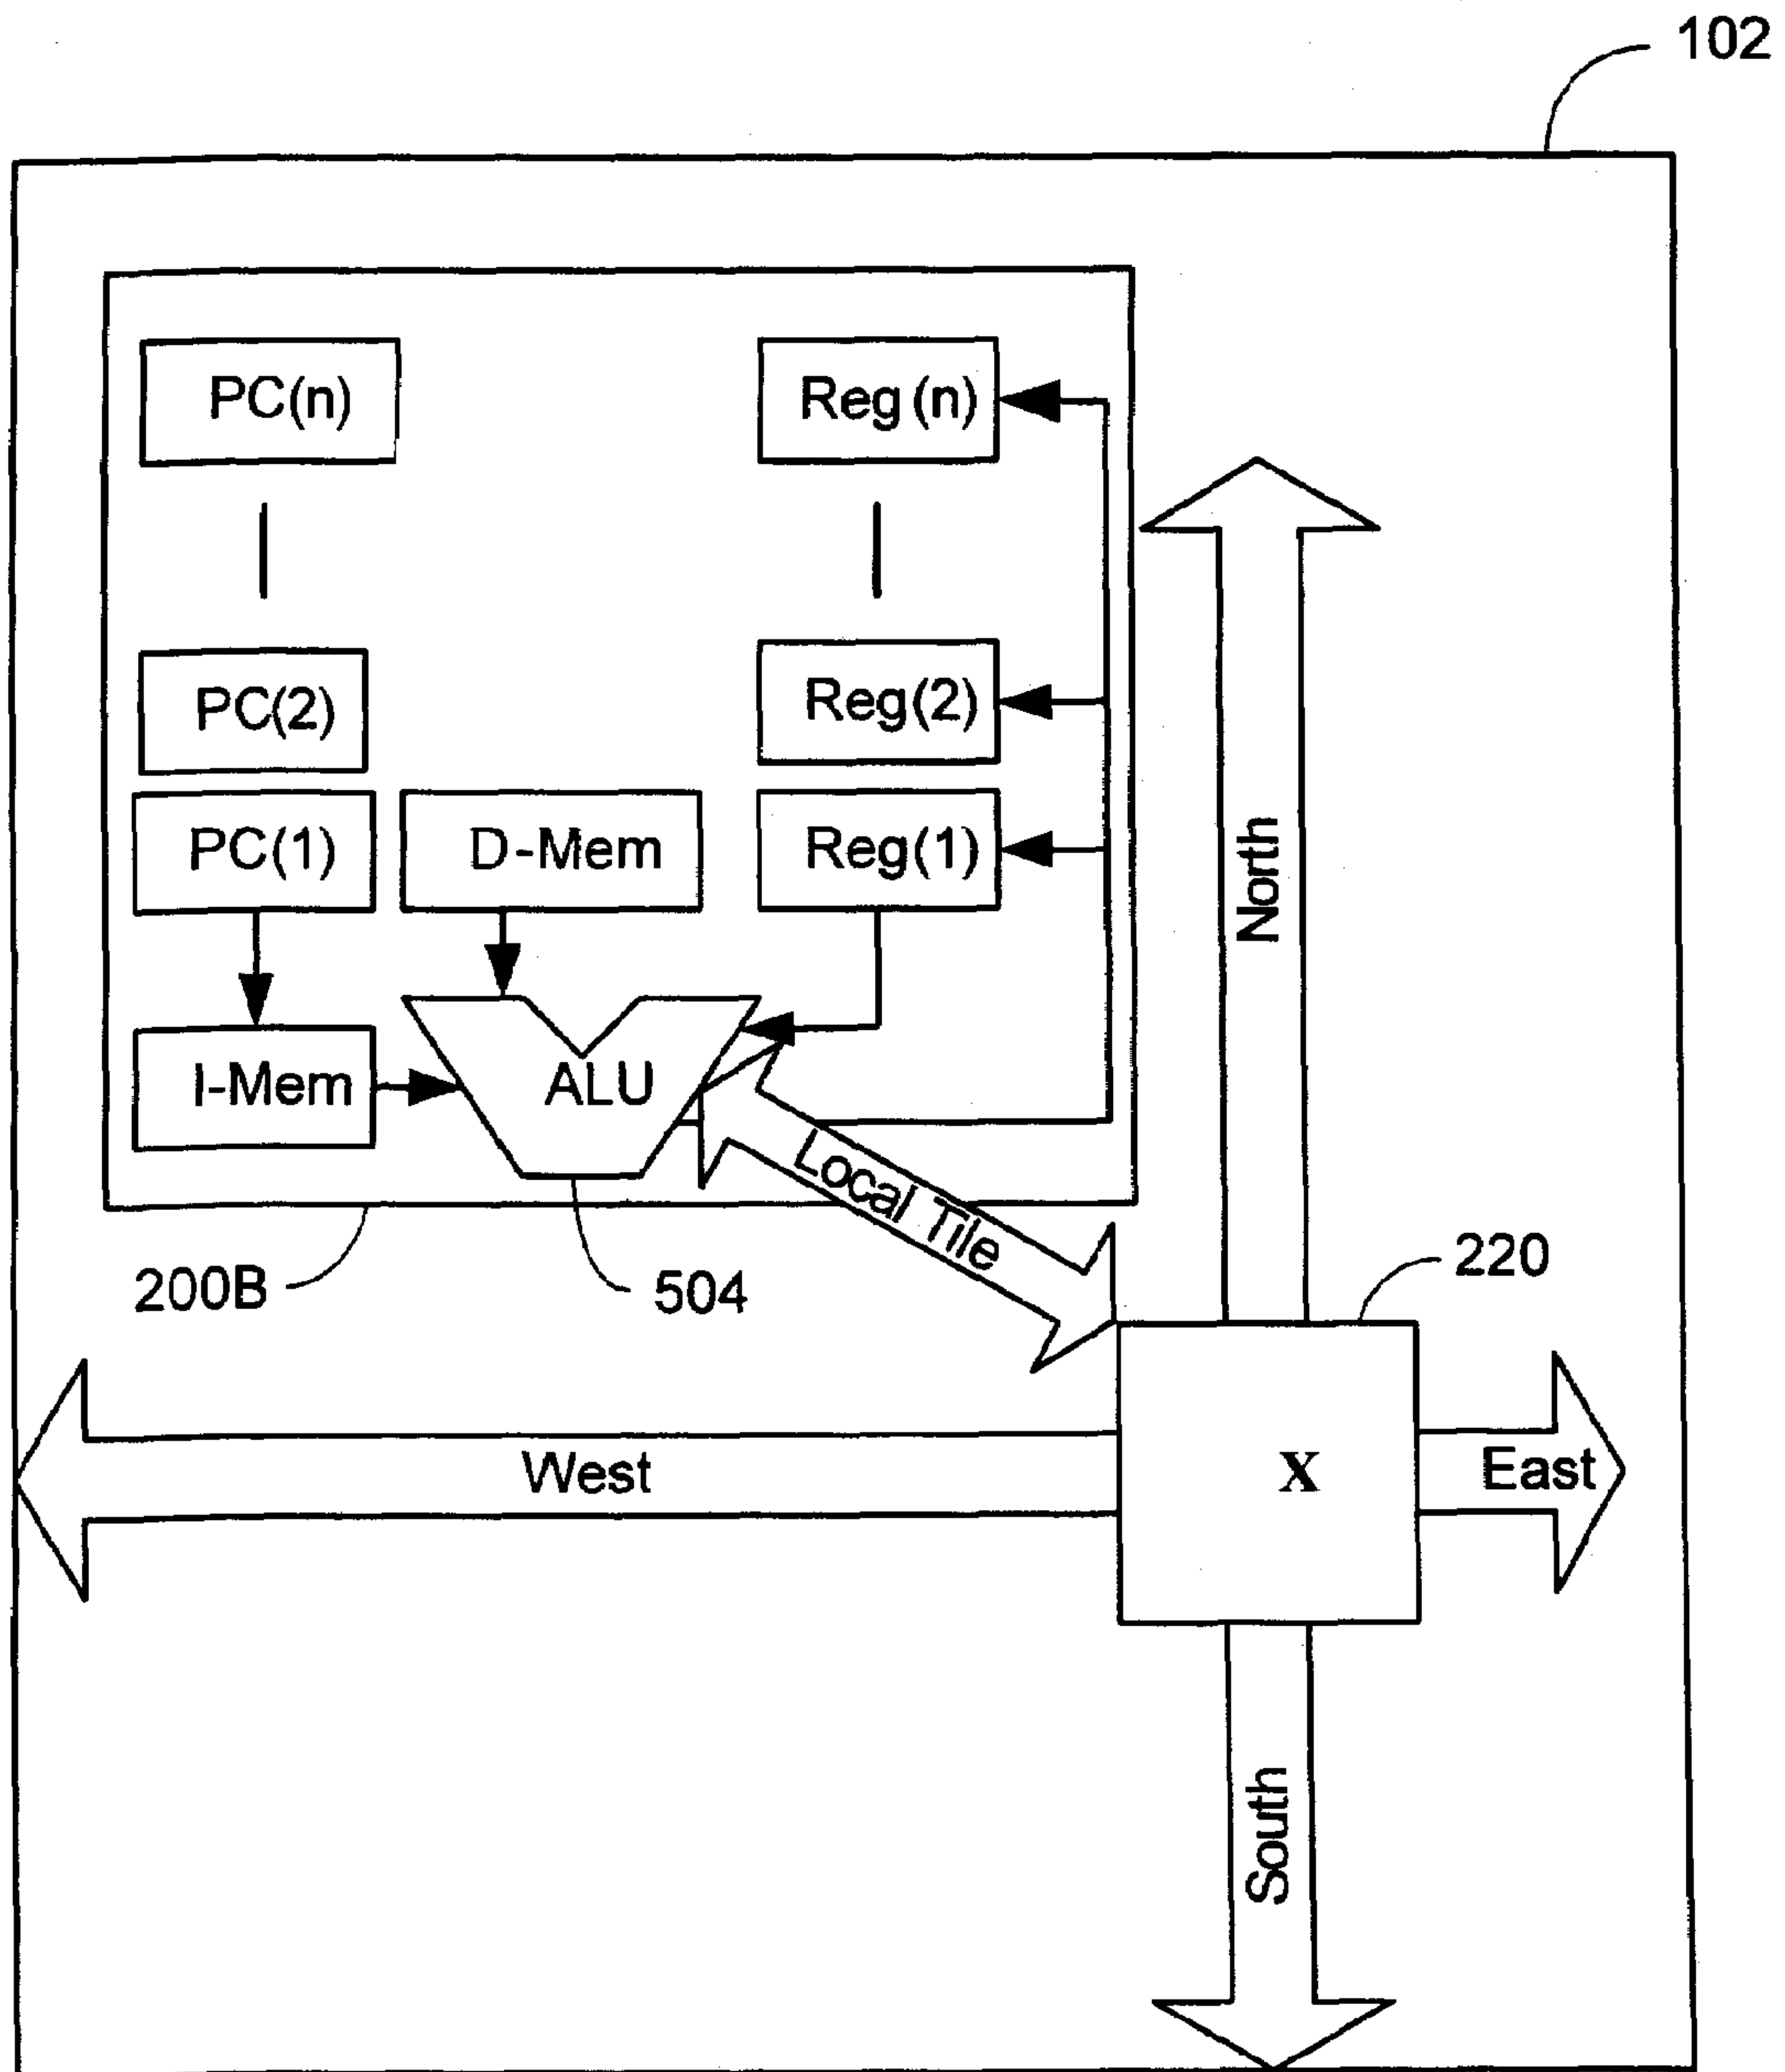 102
PC(n)
Reg(n)
PC(2)
Reg(2)
PC(1)
D-Mem
Reg(1)
North
I-Mem
ALU
Local Tile
200B
504
220
West
X
East
South